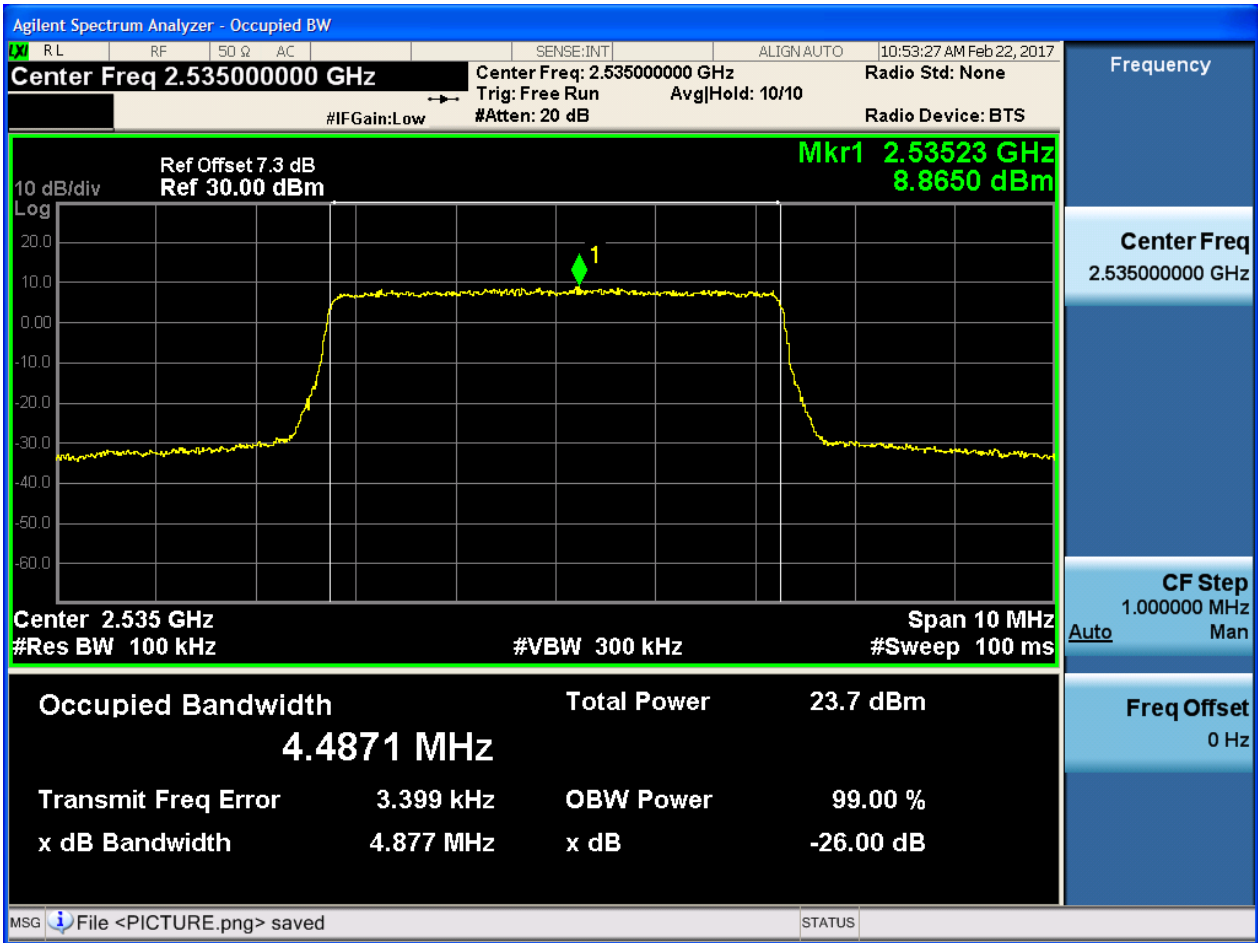 Agilent Spectrum Analyzer - Occupied BW
LXI RL RF 50 Ω AC SENSE:INT ALIGN AUTO 10:53:27 AM Feb 22, 2017
Center Freq 2.535000000 GHz
Center Freq: 2.535000000 GHz
Radio Std: None
Trig: Free Run Avg|Hold: 10/10
#IFGain:Low
#Atten: 20 dB
Radio Device: BTS
Mkr1 2.53523 GHz
8.8650 dBm
Ref Offset 7.3 dB
10 dB/div Ref 30.00 dBm
Log
20.0
10.0
0.00
-10.0
-20.0
-30.0
-40.0
-50.0
-60.0
1
Center 2.535 GHz Span 10 MHz
#Res BW 100 kHz #VBW 300 kHz #Sweep 100 ms
Occupied Bandwidth Total Power 23.7 dBm
4.4871 MHz
Transmit Freq Error 3.399 kHz OBW Power 99.00 %
x dB Bandwidth 4.877 MHz x dB -26.00 dB
MSG File <PICTURE.png> saved STATUS
Frequency
Center Freq
2.535000000 GHz
CF Step
1.000000 MHz
Auto Man
Freq Offset
0 Hz